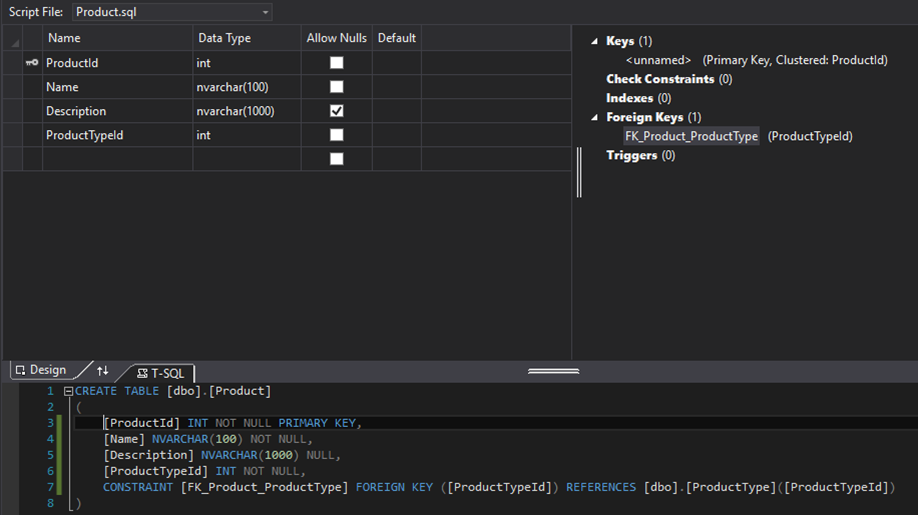 Script File: Product.sql
Name Data Type Allow Nulls Default
ProductId int
Name nvarchar(100)
Description nvarchar(1000)
ProductTypeId int
Keys (1)
<unnamed> (Primary Key, Clustered: ProductId)
Check Constraints (0)
Indexes (0)
Foreign Keys (1)
FK_Product_ProductType (ProductTypeId)
Triggers (0)
Design T-SQL
1 CREATE TABLE [dbo].[Product]
2 (
3 [ProductId] INT NOT NULL PRIMARY KEY,
4 [Name] NVARCHAR(100) NOT NULL,
5 [Description] NVARCHAR(1000) NULL,
6 [ProductTypeId] INT NOT NULL,
7 CONSTRAINT [FK_Product_ProductType] FOREIGN KEY ([ProductTypeId]) REFERENCES [dbo].[ProductType]([ProductTypeId])
8 )